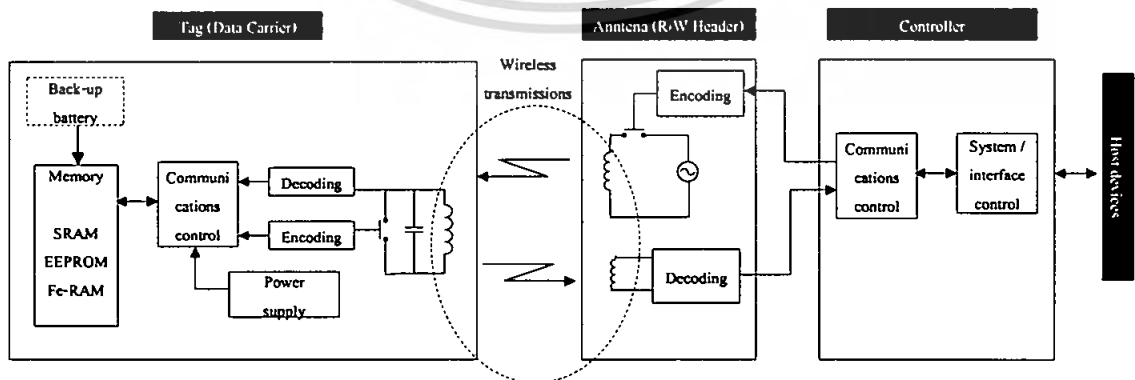 Tag (Data Carrier)
Anntena (R/W Header)
Controller
Back-up
battery
Memory
SRAM
EEPROM
Fe-RAM
Communi
cations
control
Decoding
Encoding
Power
supply
Wireless
transmissions
Encoding
Decoding
Communi
cations
control
System /
interface
control
Host devices